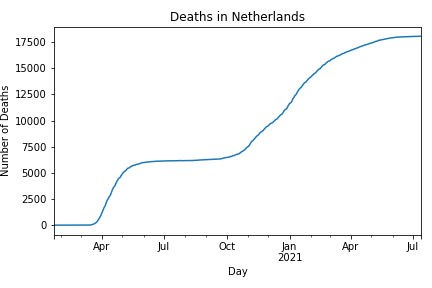 Deaths in Netherlands
Number of Deaths
17500
15000
12500
10000
7500
5000
2500
0
Apr Jul Oct Jan Apr Jul
2021
Day